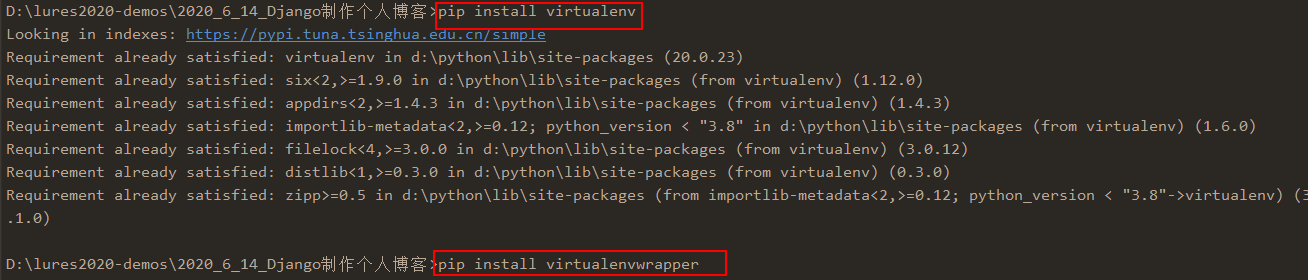 D:\lures2020-demos\2020_6_14_Django制作个人博客>pip install virtualenv
Looking in indexes: https://pypi.tuna.tsinghua.edu.cn/simple
Requirement already satisfied: virtualenv in d:\python\lib\site-packages (20.0.23)
Requirement already satisfied: six<2,>=1.9.0 in d:\python\lib\site-packages (from virtualenv) (1.12.0)
Requirement already satisfied: appdirs<2,>=1.4.3 in d:\python\lib\site-packages (from virtualenv) (1.4.3)
Requirement already satisfied: importlib-metadata<2,>=0.12; python_version < "3.8" in d:\python\lib\site-packages (from virtualenv) (1.6.0)
Requirement already satisfied: filelock<4,>=3.0.0 in d:\python\lib\site-packages (from virtualenv) (3.0.12)
Requirement already satisfied: distlib<1,>=0.3.0 in d:\python\lib\site-packages (from virtualenv) (0.3.0)
Requirement already satisfied: zipp>=0.5 in d:\python\lib\site-packages (from importlib-metadata<2,>=0.12; python_version < "3.8"->virtualenv) (3
.1.0)
D:\lures2020-demos\2020_6_14_Django制作个人博客>pip install virtualenvwrapper